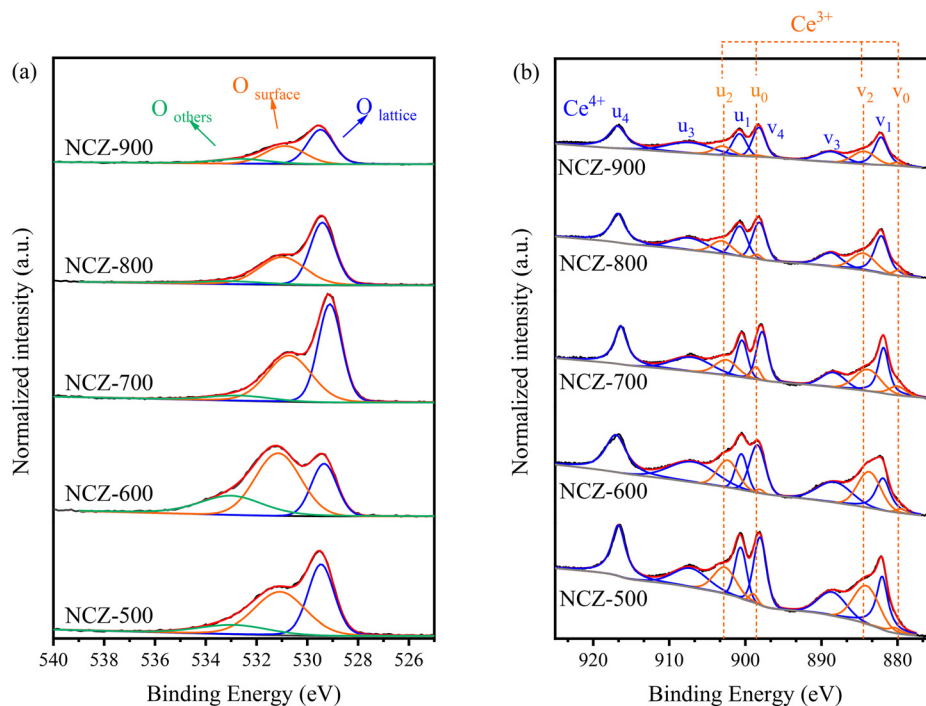 (a)
O others
O surface
O lattice
NCZ-900
NCZ-800
NCZ-700
NCZ-600
NCZ-500
Normalized intensity (a.u.)
540 538 536 534 532 530 528 526
Binding Energy (eV)
(b)
Ce³⁺
Ce⁴⁺ u₄ u₃ u₂ u₁ u₀ v₄ v₃ v₂ v₁ v₀
NCZ-900
NCZ-800
NCZ-700
NCZ-600
NCZ-500
Normalized intensity (a.u.)
920 910 900 890 880
Binding Energy (eV)